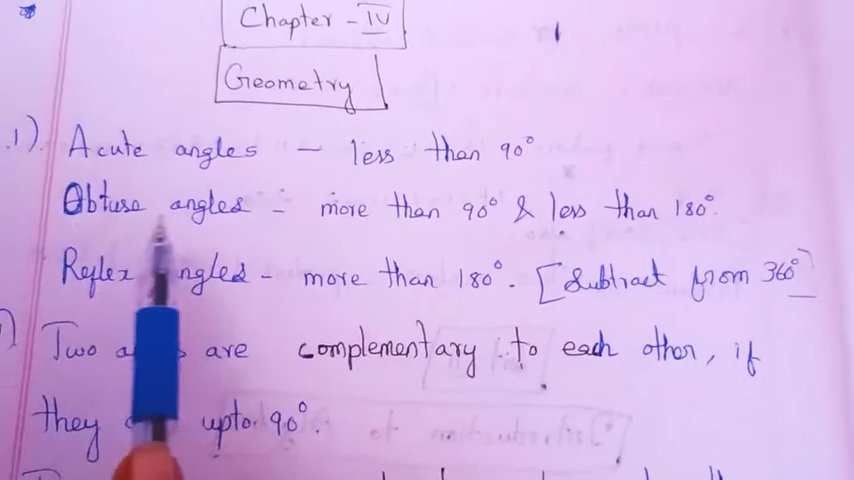 Chapter - IV
Geometry
1). Acute angles - less than 90°
Obtuse angles - more than 90° & less than 180°.
Reflex angles - more than 180°. [Subtract from 360°]
Two are complementary to each other, if
they upto 90°.